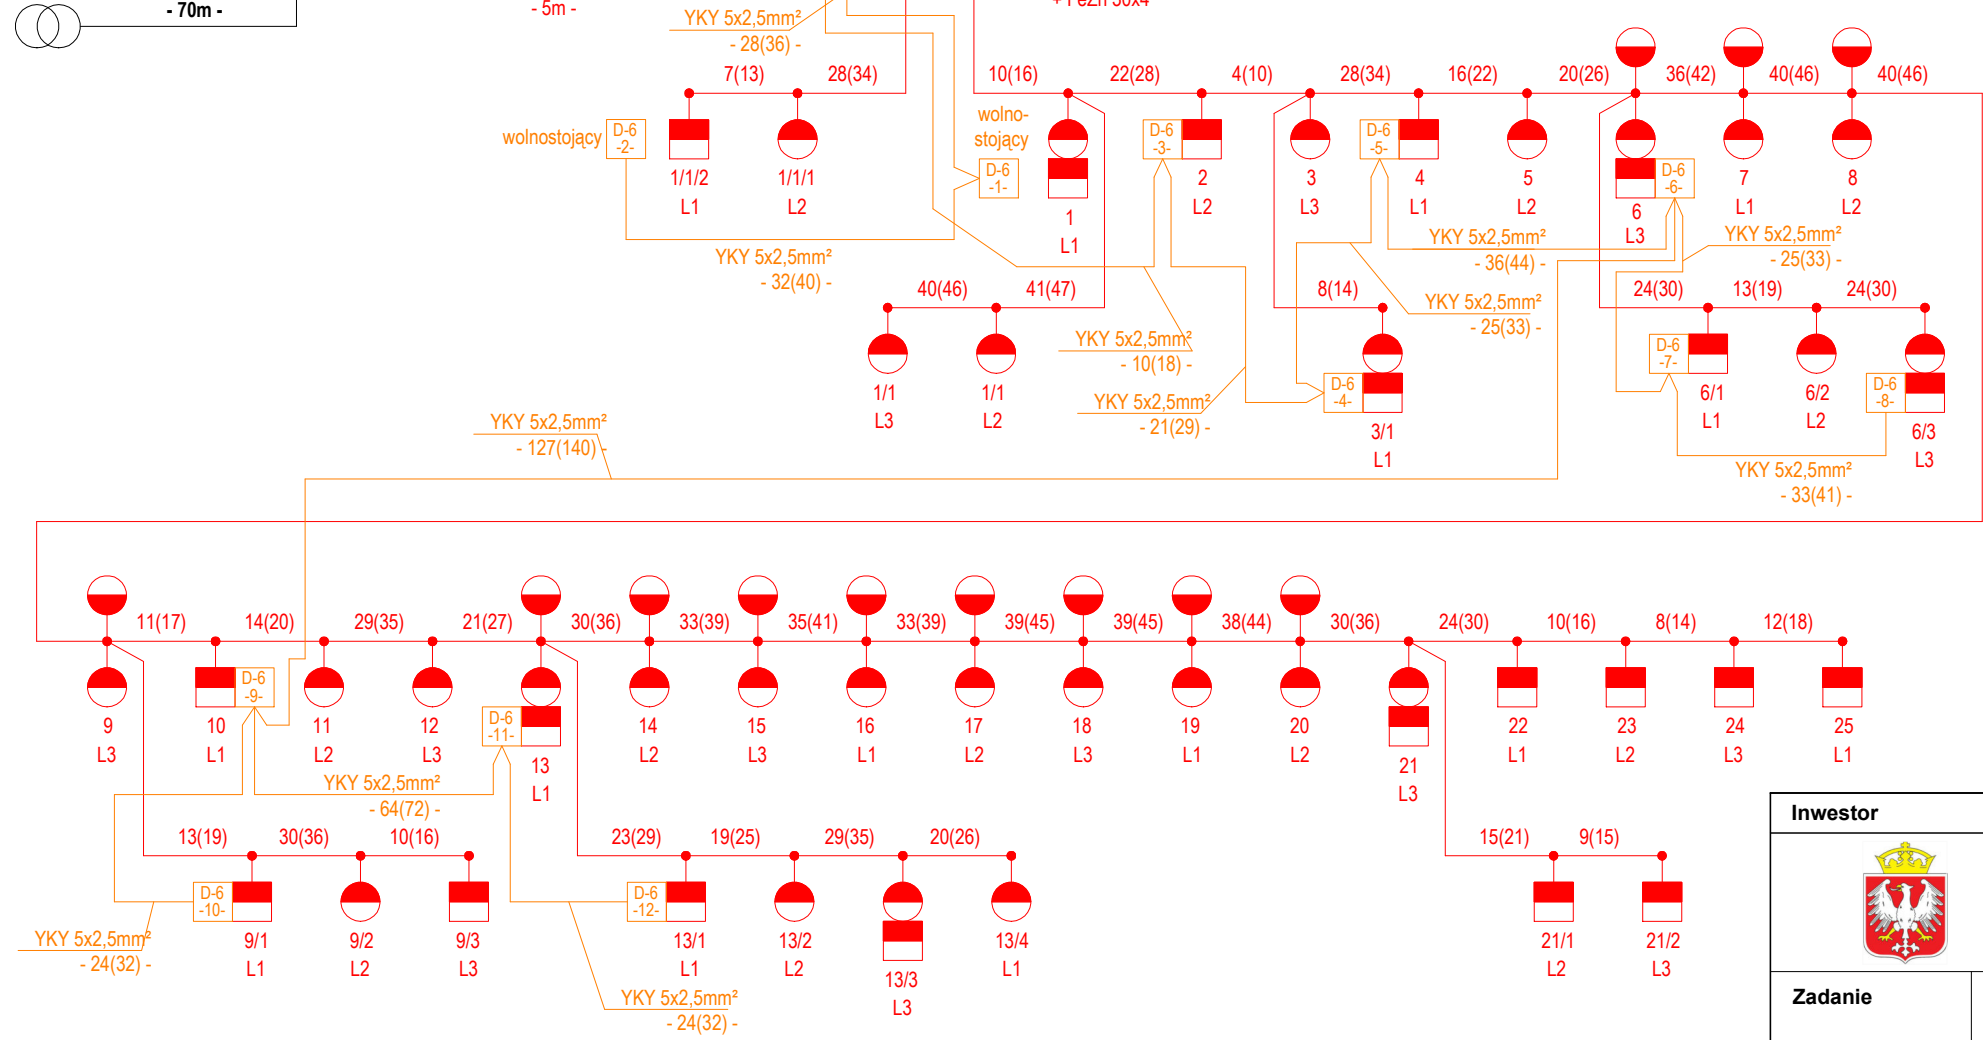 - 70m -
- 5m -
YKY 5x2,5mm²
- 28(36) -
7(13) 28(34) 10(16) 22(28) 4(10) 28(34) 16(22) 20(26) 36(42) 40(46) 40(46)
wolnostojący
D-6
-2-
1/1/2
L1
1/1/1
L2
wolno-
stojący
D-6
-1-
1
L1
D-6
-3-
2
L2
3
L3
D-6
-5-
4
L1
5
L2
D-6
-6-
6
L3
7
L1
8
L2
YKY 5x2,5mm²
- 32(40) -
YKY 5x2,5mm²
- 36(44) -
YKY 5x2,5mm²
- 25(33) -
40(46) 41(47) 8(14) 24(30) 13(19) 24(30)
YKY 5x2,5mm²
- 25(33) -
YKY 5x2,5mm²
- 10(18) -
YKY 5x2,5mm²
- 21(29) -
1/1
L3
1/1
L2
D-6
-4-
3/1
L1
D-6
-7-
6/1
L1
6/2
L2
D-6
-8-
6/3
L3
YKY 5x2,5mm²
- 127(140) -
YKY 5x2,5mm²
- 33(41) -
11(17) 14(20) 29(35) 21(27) 30(36) 33(39) 35(41) 33(39) 39(45) 39(45) 38(44) 30(36) 24(30) 10(16) 8(14) 12(18)
9
L3
D-6
-9-
10
L1
11
L2
12
L3
D-6
-11-
13
L1
14
L2
15
L3
16
L1
17
L2
18
L3
19
L1
20
L2
21
L3
22
L1
23
L2
24
L3
25
L1
YKY 5x2,5mm²
- 64(72) -
13(19) 30(36) 10(16) 23(29) 19(25) 29(35) 20(26) 15(21) 9(15)
D-6
-10-
9/1
L1
9/2
L2
9/3
L3
D-6
-12-
13/1
L1
13/2
L2
13/3
L3
13/4
L1
21/1
L2
21/2
L3
YKY 5x2,5mm²
- 24(32) -
YKY 5x2,5mm²
- 24(32) -
Inwestor
Zadanie